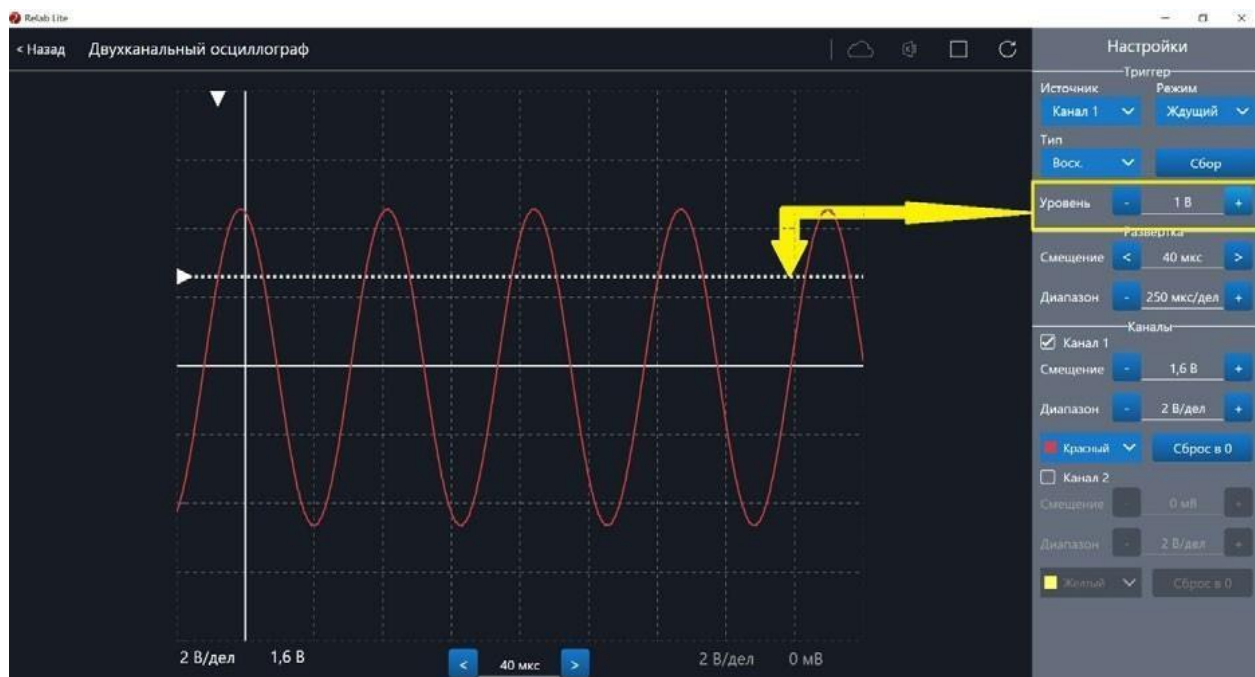 Relab Lite
< Назад Двухканальный осциллограф
Настройки
Триггер
Источник Режим
Канал 1 Ждущий
Тип
Восх. Сбор
Уровень - 1 В +
Развертка
Смещение < 40 мкс >
Диапазон - 250 мкс/дел +
Каналы
Канал 1
Смещение - 1,6 В +
Диапазон - 2 В/дел +
Красный Сброс в 0
Канал 2
Смещение - 0 мВ +
Диапазон - 2 В/дел +
Желтый Сброс в 0
2 В/дел 1,6 В < 40 мкс > 2 В/дел 0 мВ